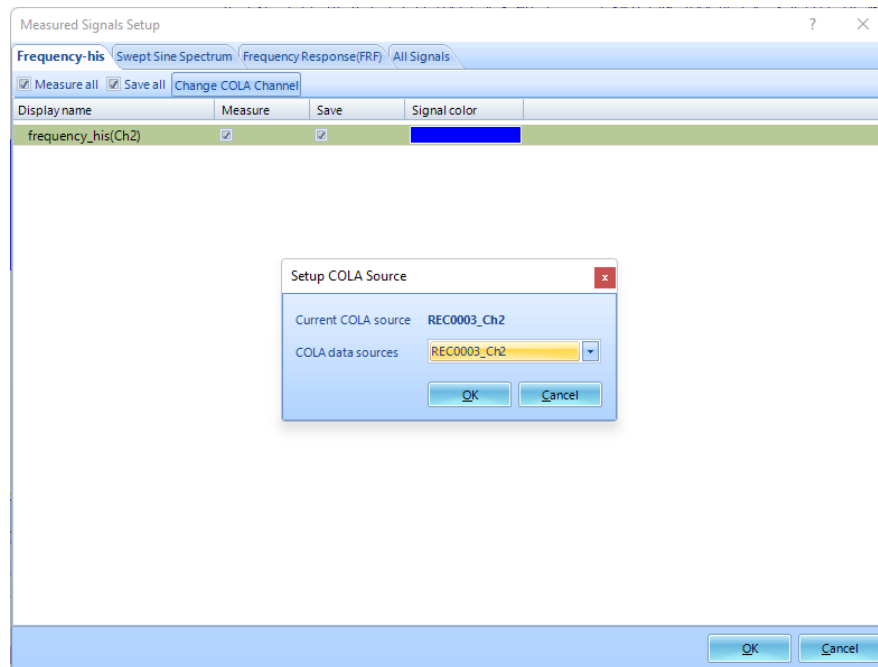 Measured Signals Setup ?
Frequency-his Swept Sine Spectrum Frequency Response(FRF) All Signals
Measure all Save all Change COLA Channel
Display name Measure Save Signal color
frequency_his(Ch2)
Setup COLA Source x
Current COLA source REC0003_Ch2
COLA data sources REC0003_Ch2
OK Cancel
OK Cancel